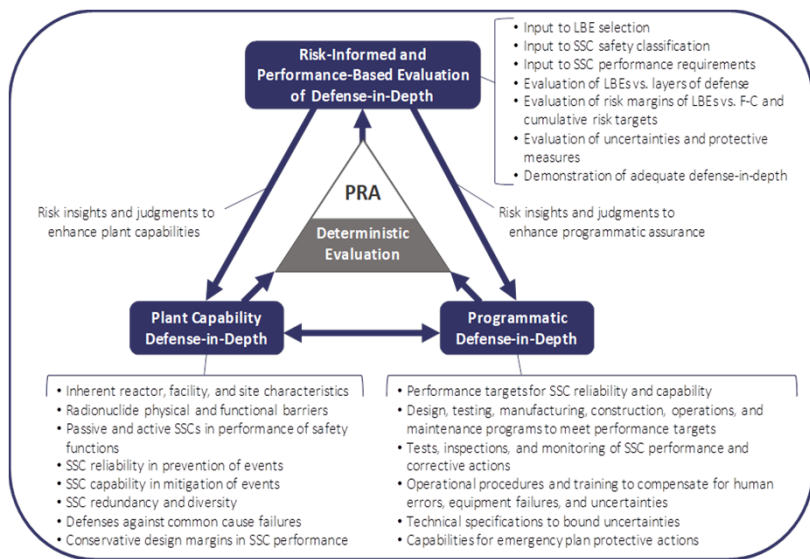 Risk-Informed and
Performance-Based Evaluation
of Defense-in-Depth
• Input to LBE selection
• Input to SSC safety classification
• Input to SSC performance requirements
• Evaluation of LBEs vs. layers of defense
• Evaluation of risk margins of LBEs vs. F-C and
cumulative risk targets
• Evaluation of uncertainties and protective
measures
• Demonstration of adequate defense-in-depth
PRA
Deterministic
Evaluation
Risk insights and judgments to
enhance plant capabilities
Risk insights and judgments to
enhance programmatic assurance
Plant Capability
Defense-in-Depth
Programmatic
Defense-in-Depth
• Inherent reactor, facility, and site characteristics
• Radionuclide physical and functional barriers
• Passive and active SSCs in performance of safety
functions
• SSC reliability in prevention of events
• SSC capability in mitigation of events
• SSC redundancy and diversity
• Defenses against common cause failures
• Conservative design margins in SSC performance
• Performance targets for SSC reliability and capability
• Design, testing, manufacturing, construction, operations, and
maintenance programs to meet performance targets
• Tests, inspections, and monitoring of SSC performance and
corrective actions
• Operational procedures and training to compensate for human
errors, equipment failures, and uncertainties
• Technical specifications to bound uncertainties
• Capabilities for emergency plan protective actions